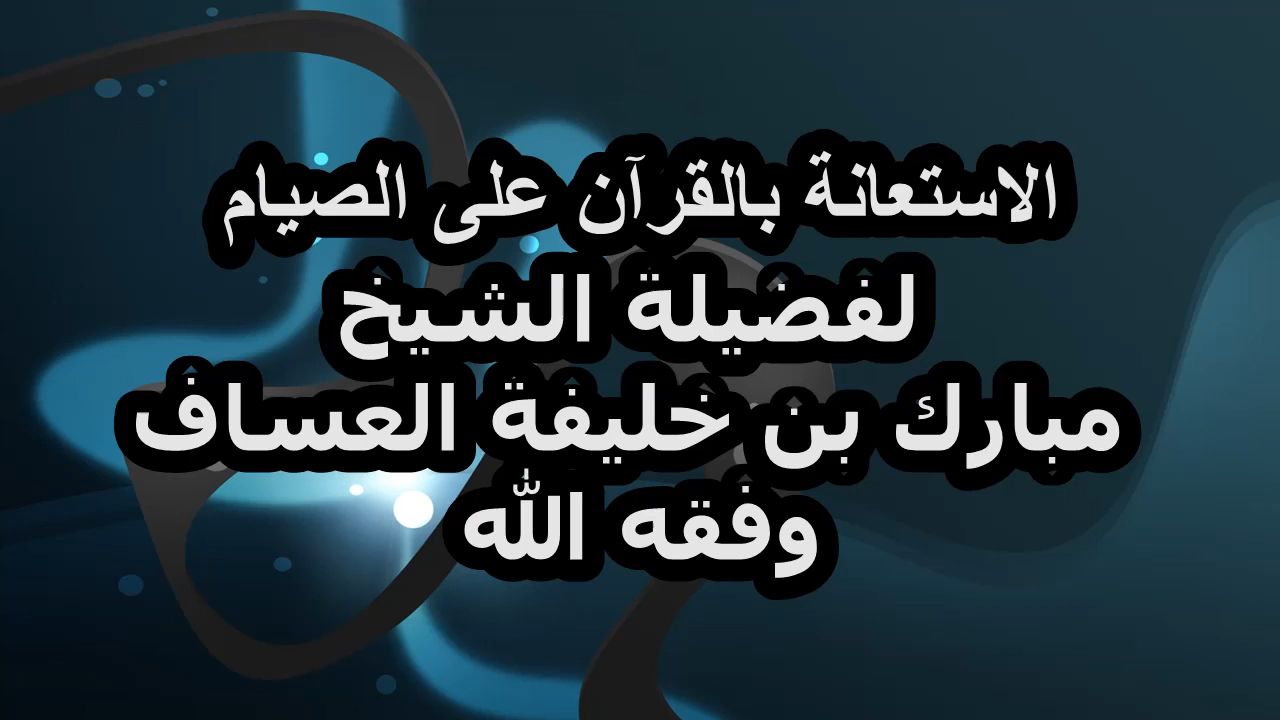 الاستعانة بالقرآن على الصيام
لفضيلة الشيخ
مبارك بن خليفة العساف
وفقه الله